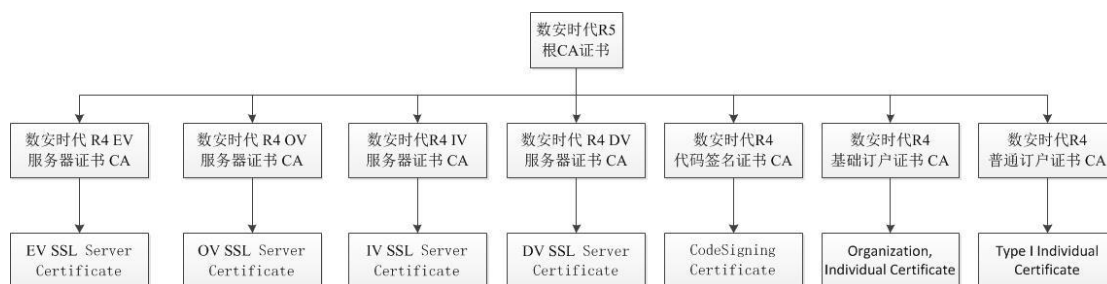 数安时代R5
根CA证书
数安时代 R4 EV
服务器证书 CA
数安时代 R4 OV
服务器证书 CA
数安时代R4 IV
服务器证书 CA
数安时代 R4 DV
服务器证书 CA
数安时代R4
代码签名证书 CA
数安时代R4
基础订户证书 CA
数安时代R4
普通订户证书 CA
EV SSL Server
Certificate
OV SSL Server
Certificate
IV SSL Server
Certificate
DV SSL Server
Certificate
CodeSigning
Certificate
Organization,
Individual Certificate
Type I Individual
Certificate